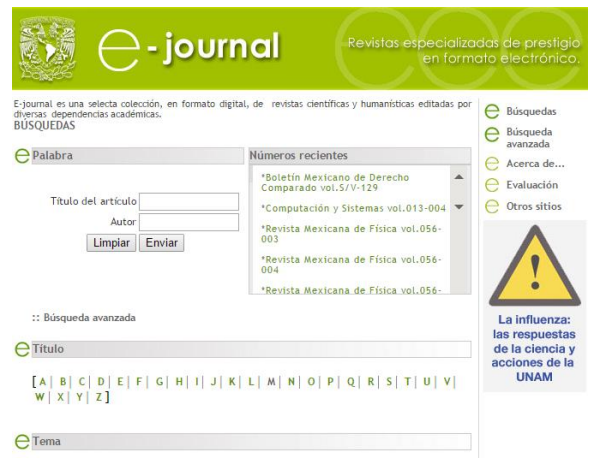 e-journal
Revistas especializadas de prestigio
en formato electrónico.
E-journal es una selecta colección, en formato digital, de revistas científicas y humanísticas editadas por
diversas dependencias académicas.
BÚSQUEDAS
Palabra
Título del artículo
Autor
Limpiar Enviar
:: Búsqueda avanzada
Números recientes
*Boletín Mexicano de Derecho
Comparado vol.5/V-129
*Computación y Sistemas vol.013-004
*Revista Mexicana de Física vol.056-
003
*Revista Mexicana de Física vol.056-
004
*Revista Mexicana de Física vol.056-
Título
[A| B| C| D| E| F| G| H| I| J| K| L| M| N| O| P| Q| R| S| T| U| V|
W| X| Y| Z]
Tema
Búsquedas
Búsqueda
avanzada
Acerca de...
Evaluación
Otros sitios
La influenza:
las respuestas
de la ciencia y
acciones de la
UNAM